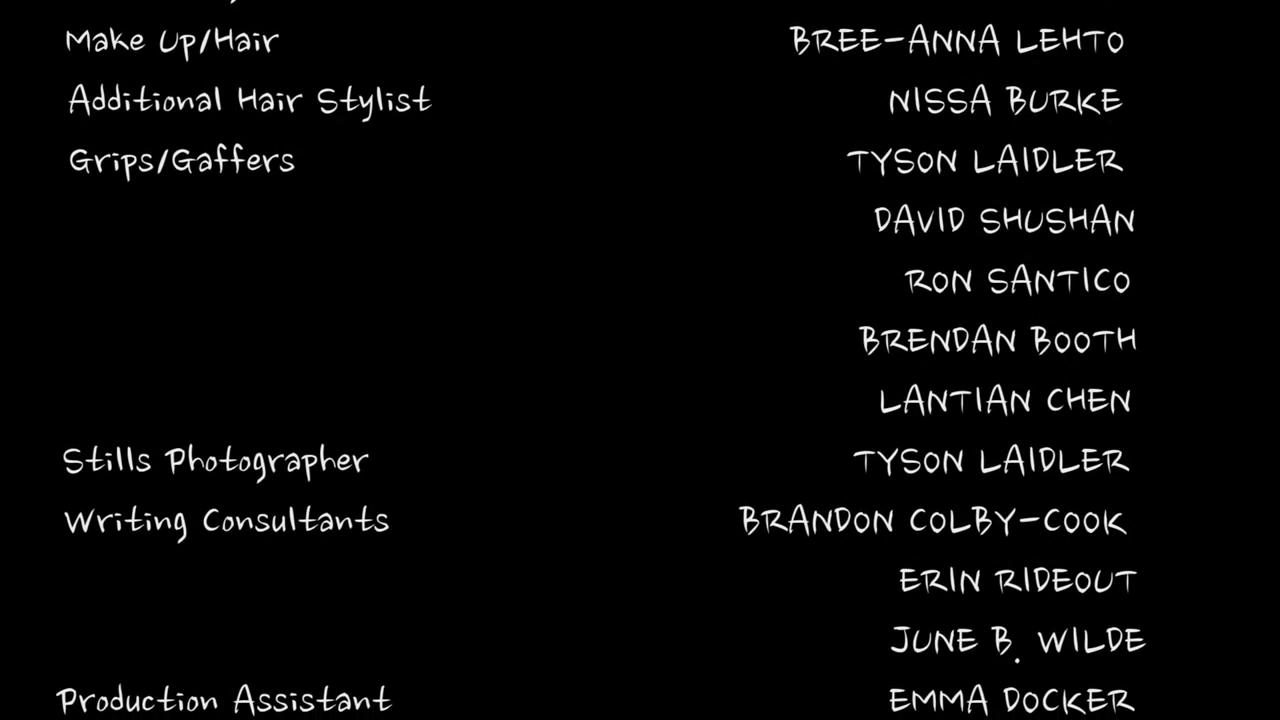 Make Up/Hair BREE-ANNA LEHTO
Additional Hair Stylist NISSA BURKE
Grips/Gaffers TYSON LAIDLER
DAVID SHUSHAN
RON SANTICO
BRENDAN BOOTH
LANTIAN CHEN
Stills Photographer TYSON LAIDLER
Writing Consultants BRANDON COLBY-COOK
ERIN RIDEOUT
JUNE B. WILDE
Production Assistant EMMA DOCKER